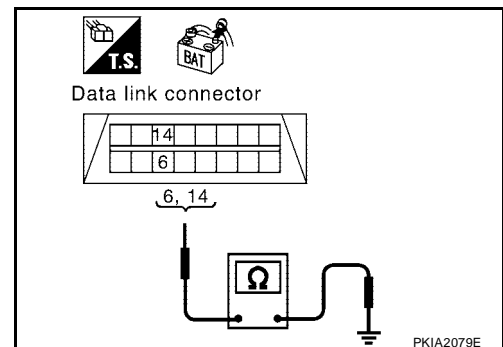 T.S.
BAT
Data link connector
14
6
6, 14
Ω
PKIA2079E